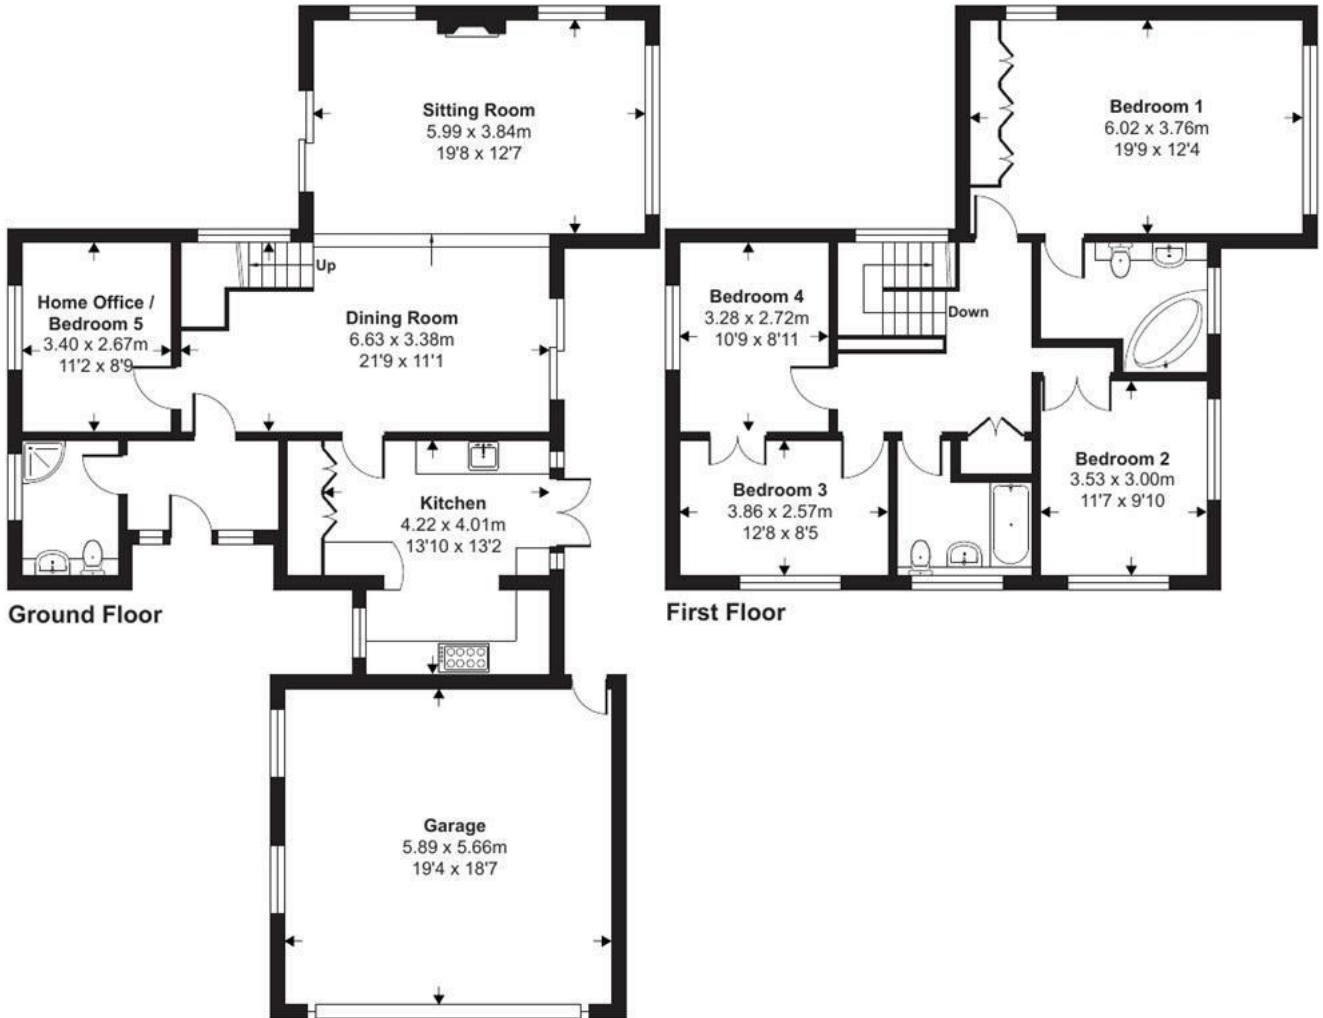 Sitting Room
5.99 x 3.84m
19'8 x 12'7
Up
Home Office /
Bedroom 5
3.40 x 2.67m
11'2 x 8'9
Dining Room
6.63 x 3.38m
21'9 x 11'1
Kitchen
4.22 x 4.01m
13'10 x 13'2
Ground Floor
Garage
5.89 x 5.66m
19'4 x 18'7
Bedroom 1
6.02 x 3.76m
19'9 x 12'4
Bedroom 4
3.28 x 2.72m
10'9 x 8'11
Down
Bedroom 3
3.86 x 2.57m
12'8 x 8'5
Bedroom 2
3.53 x 3.00m
11'7 x 9'10
First Floor